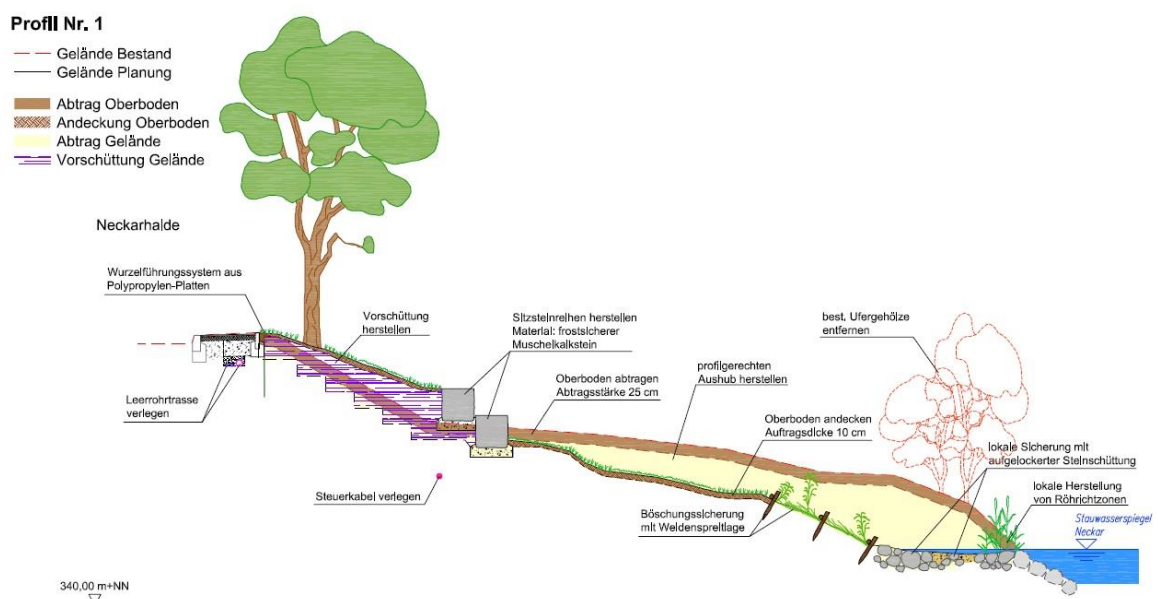 Profil Nr. 1
Gelände Bestand
Gelände Planung
Abtrag Oberboden
Andeckung Oberboden
Abtrag Gelände
Vorschüttung Gelände
Neckarhalde
Wurzelführungssystem aus
Polypropylen-Platten
Vorschüttung
herstellen
Sitzsteinreihen herstellen
Material: frostsicherer
Muschelkalkstein
best. Ufergehölze
entfernen
Leerrohrtrasse
verlegen
Oberboden abtragen
Abtragsstärke 25 cm
profilgerechten
Aushub herstellen
Oberboden andecken
Auftragsdicke 10 cm
lokale Sicherung mit
aufgelockerter Steinschüttung
lokale Herstellung
von Röhrichtzonen
Steuerkabel verlegen
Böschungssicherung
mit Weidenspreitlage
Stauwasserspiegel
Neckar
340,00 m+NN